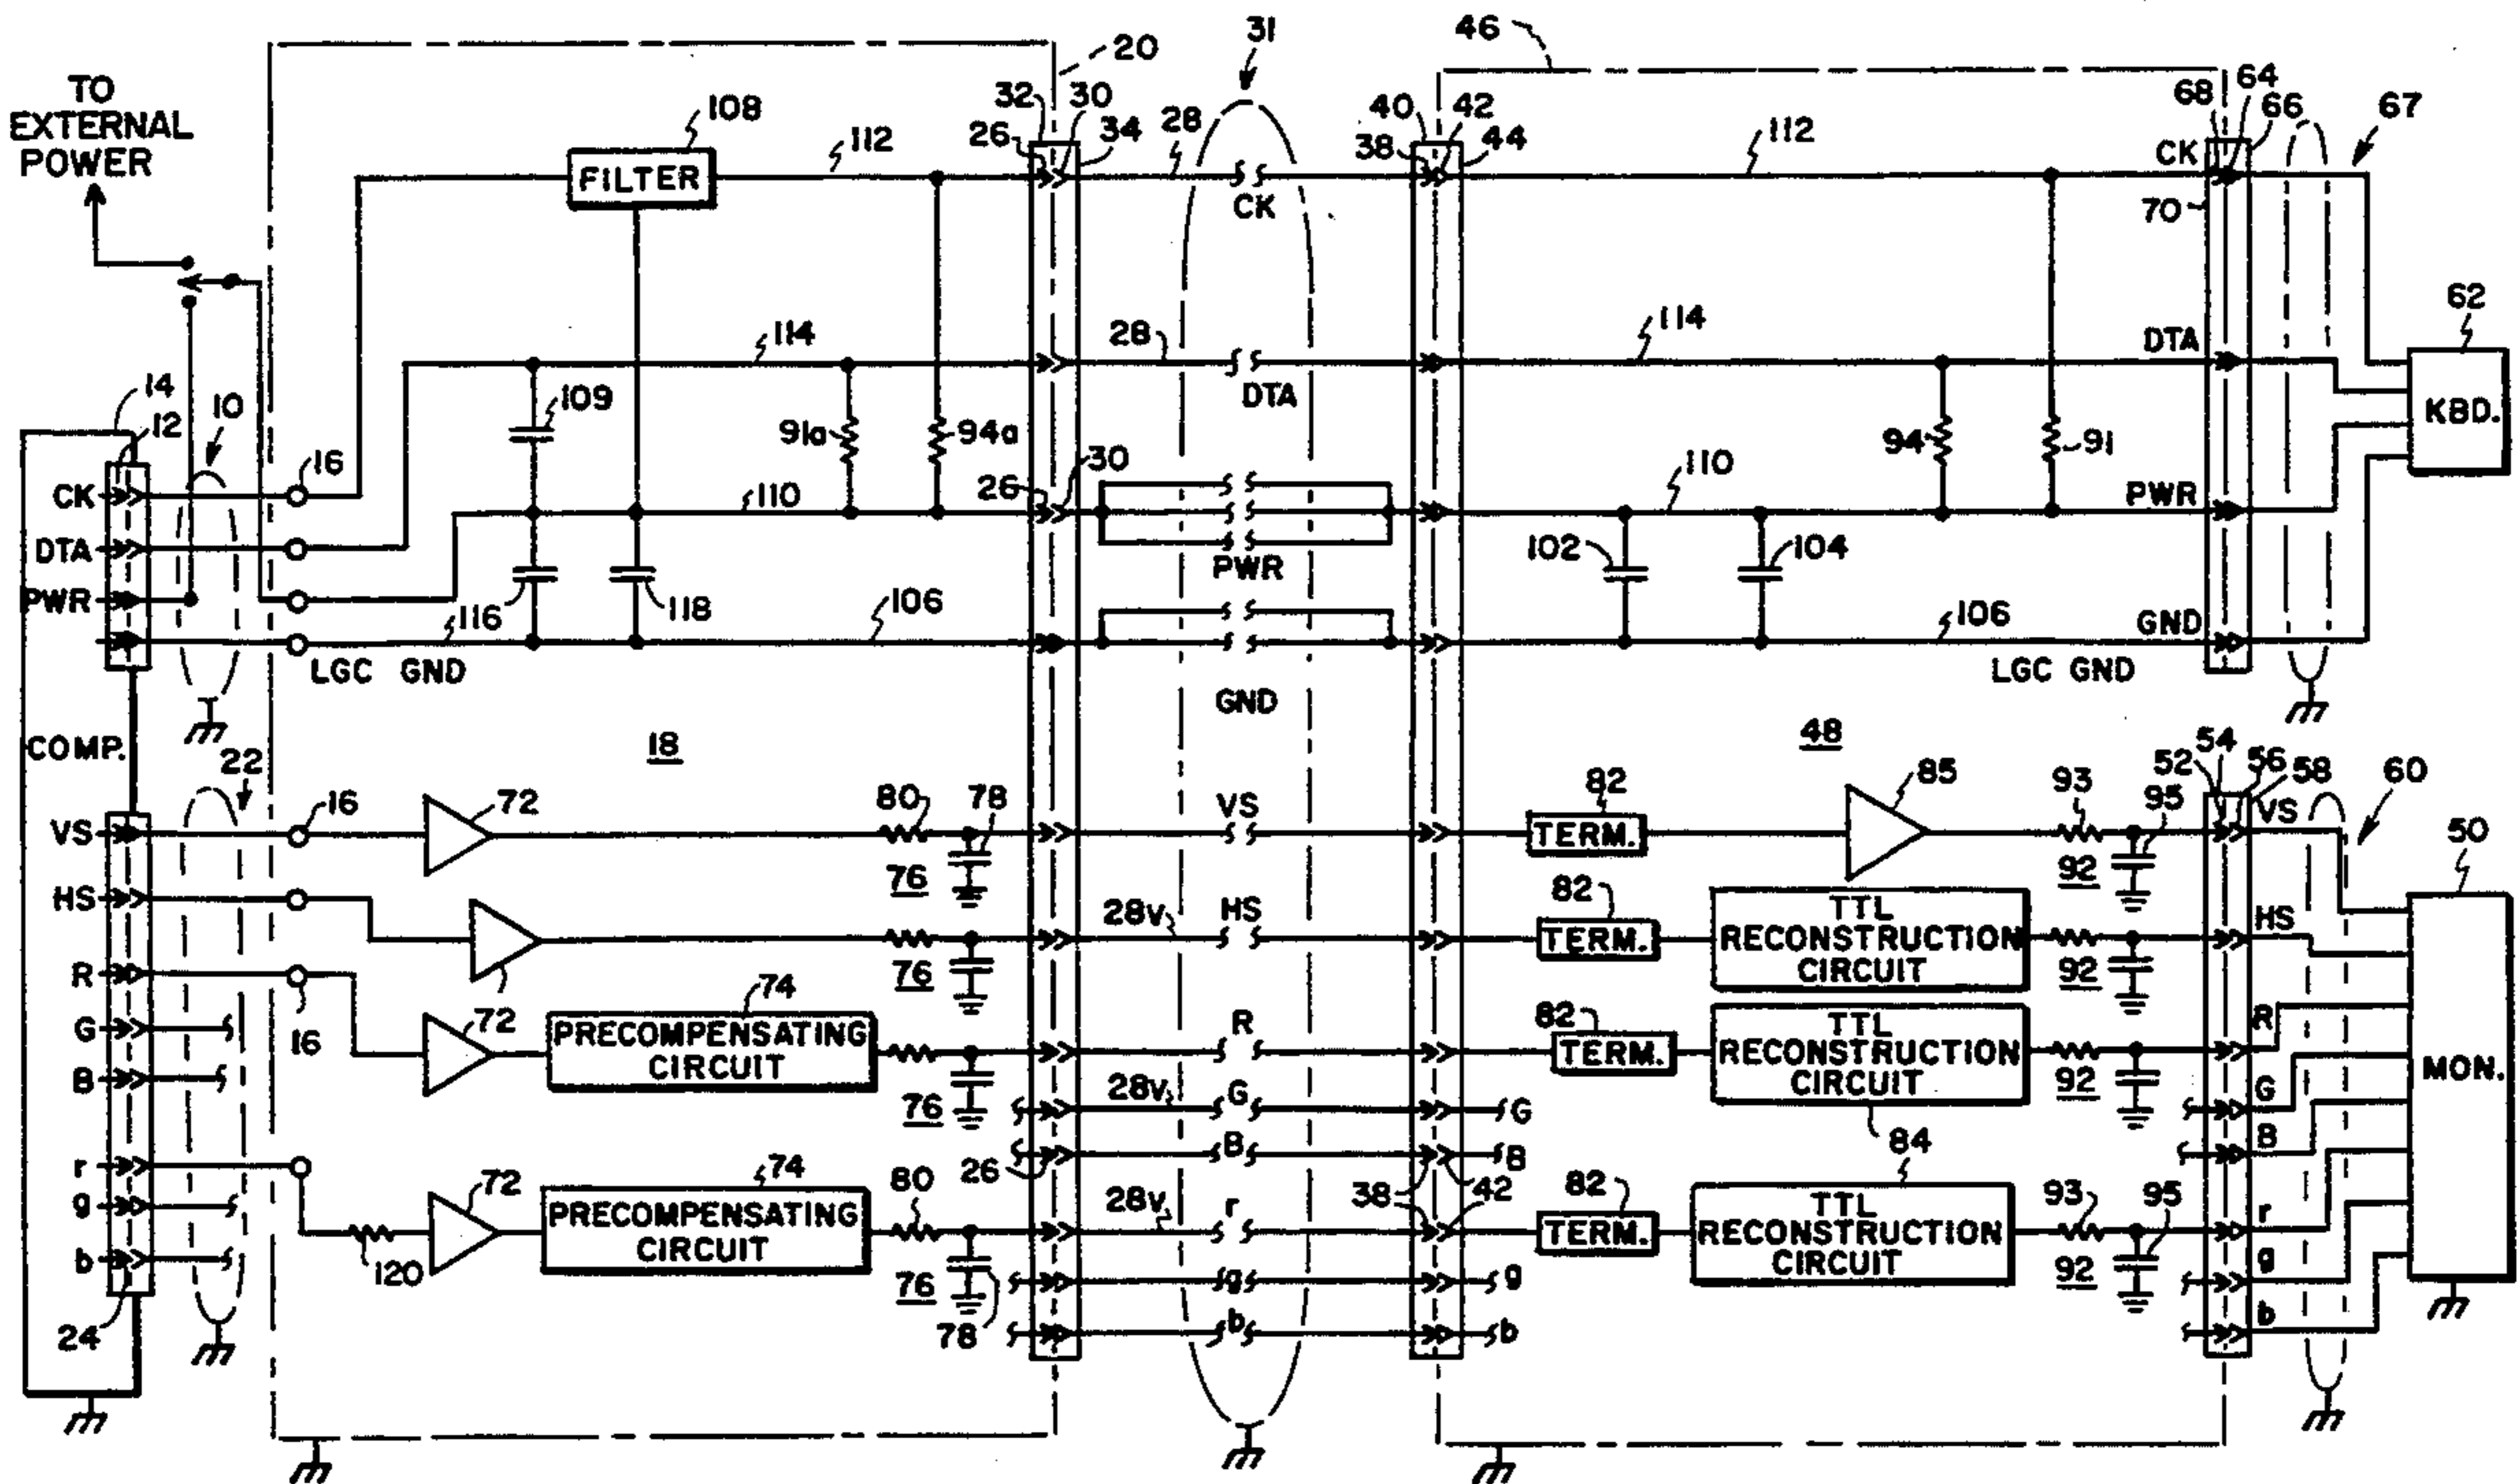 TO
EXTERNAL
POWER
20
31
46
108
112
32
30
26
34
28
40
42
38
44
112
68
64
66
67
CK
70
FILTER
CK
114
28
114
DTA
62
KBD.
14
12
10
109
DTA
91a
94a
94
91
16
30
CK
110
26
110
PWR
DTA
102
104
PWR
PWR
116
118
106
116
106
GND
LGC GND
LGC GND
GND
COMP.
22
18
48
54
52
56
58
60
16
72
80
78
VS
82
85
93
95
VS
50
VS
TERM.
76
92
HS
82
28v
HS
TTL
RECONSTRUCTION
CIRCUIT
TERM.
HS
76
92
R
74
16
72
82
R
TTL
RECONSTRUCTION
CIRCUIT
TERM.
R
G
PRECOMPENSATING
CIRCUIT
MON.
B
76
28v
G
G
92
G
B
26
B
84
B
r
74
38
42
72
80
28v
r
82
84
93
95
r
g
PRECOMPENSATING
CIRCUIT
TERM.
TTL
RECONSTRUCTION
CIRCUIT
b
120
76
g
g
92
g
24
78
b
b
b